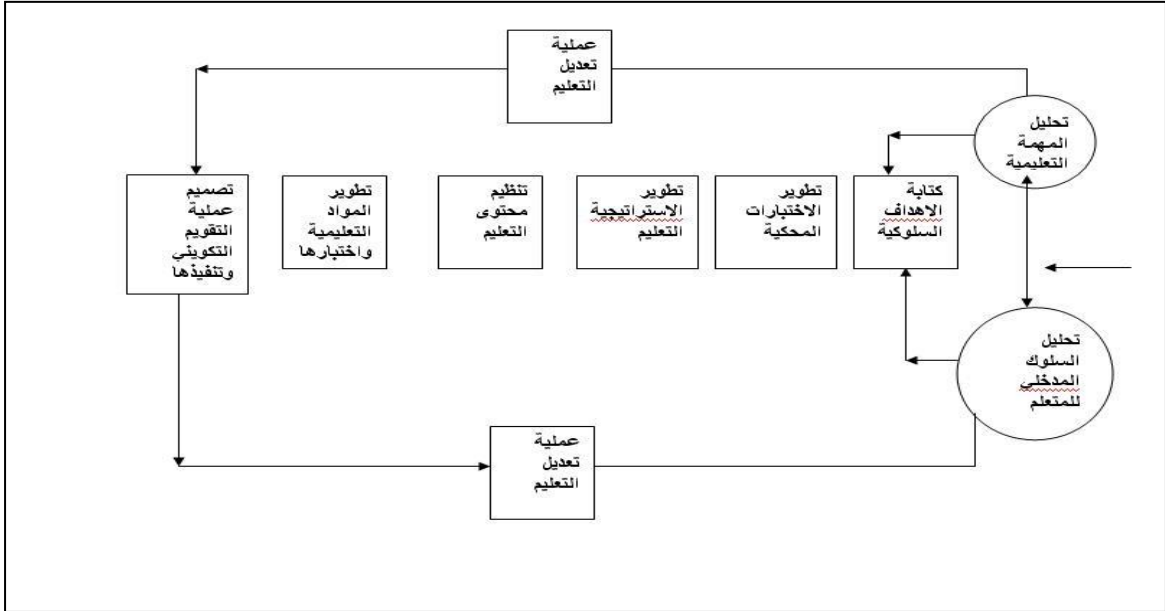 عملية
تعديل
التعليم
تحليل
المهمة
التعليمية
كتابة
الاهداف
السلوكية
تطوير
الاختبارات
المحكية
تطوير
الاستراتيجية
التعليم
تنظيم
محتوى
التعليم
تطوير
المواد
التعليمية
واختبارها
تصميم
عملية
التقويم
التكويني
وتنفيذها
تحليل
السلوك
المدخلي
للمتعلم
عملية
تعديل
التعليم